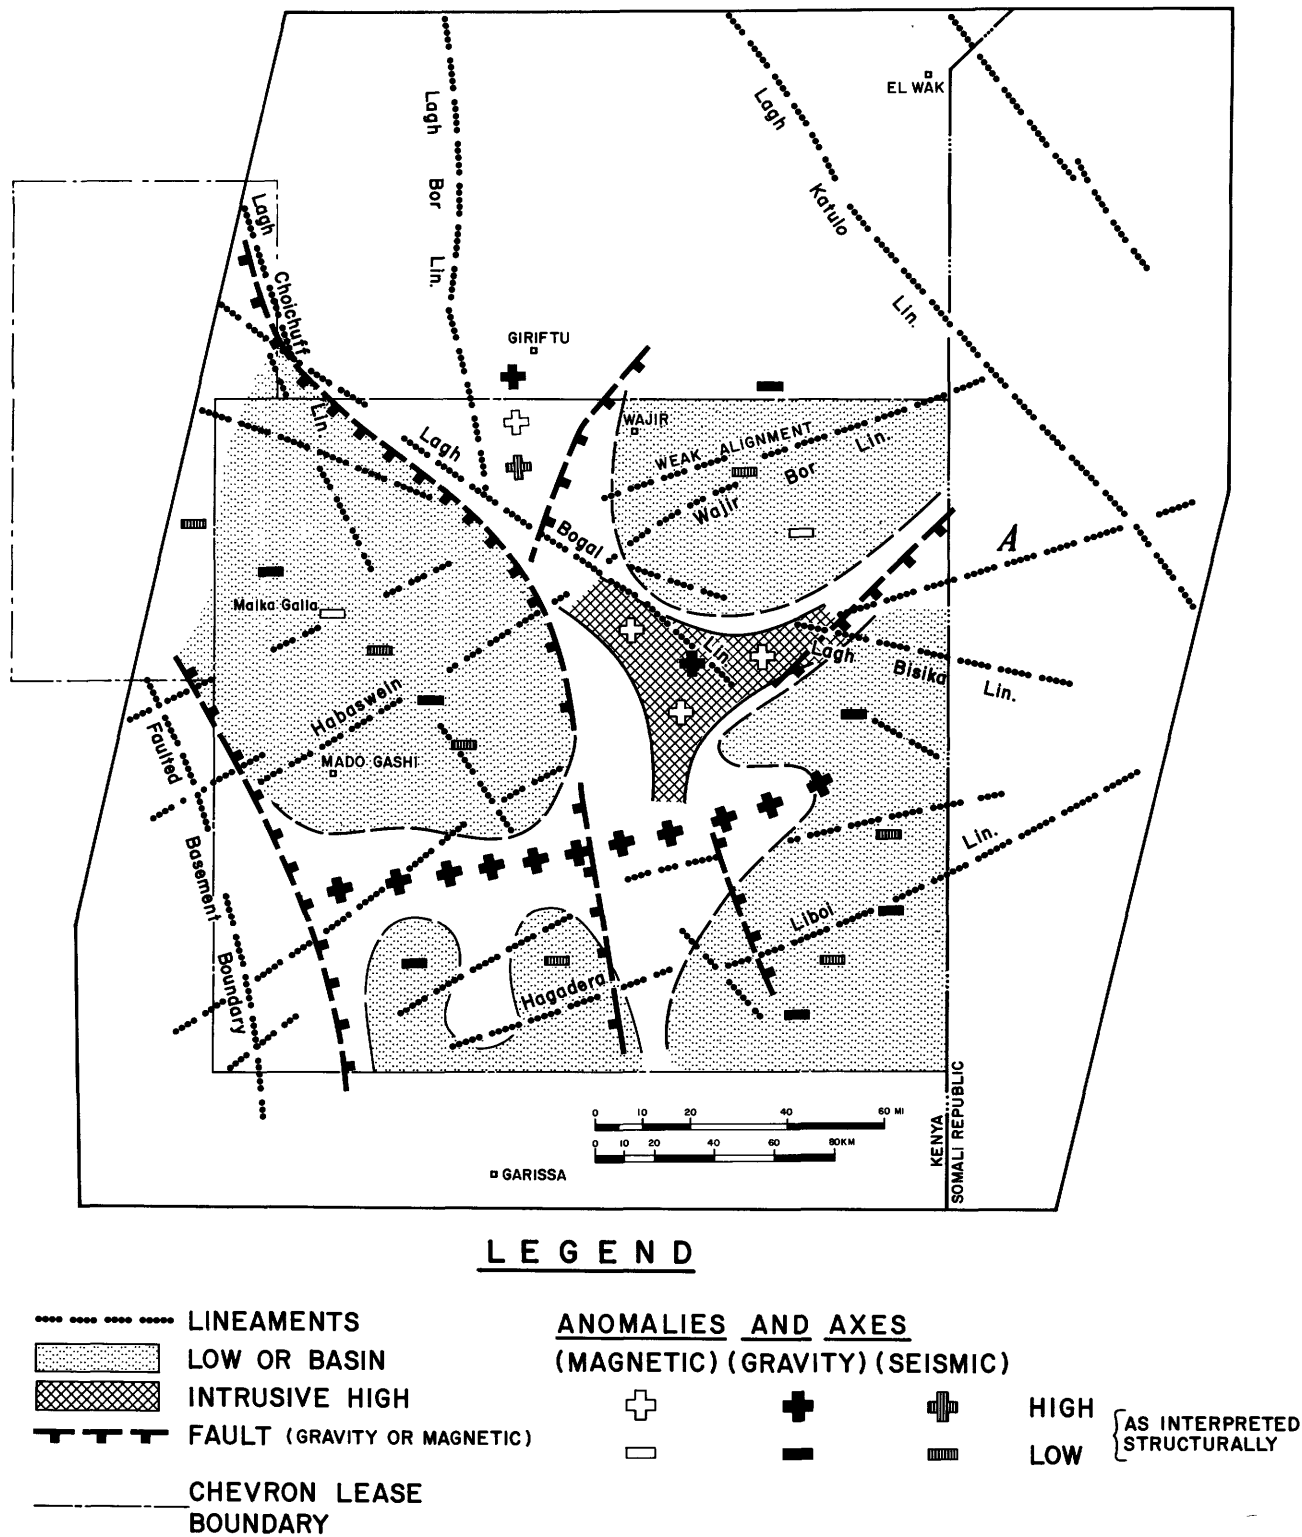 EL WAK
Lagh
Katulo
Lin.
Lagh
Bor
Lin.
Lagh
Choichuff
Lin.
GIRIFTU
WAJIR
WEAK ALIGNMENT
Wajir
Bor
Lin.
Lagh
Bogal
Lin.
A
Malka Galla
Lagh
Bisika
Lin.
Habaswein
MADO GASHI
Faulted
Basement
Boundary
Liboi
Lin.
Hagadera
0 10 20 40 60 MI
0 10 20 40 60 80KM
GARISSA
KENYA
SOMALI REPUBLIC
LEGEND
LINEAMENTS
LOW OR BASIN
INTRUSIVE HIGH
FAULT (GRAVITY OR MAGNETIC)
CHEVRON LEASE
BOUNDARY
ANOMALIES AND AXES
(MAGNETIC) (GRAVITY) (SEISMIC)
HIGH
LOW
AS INTERPRETED
STRUCTURALLY